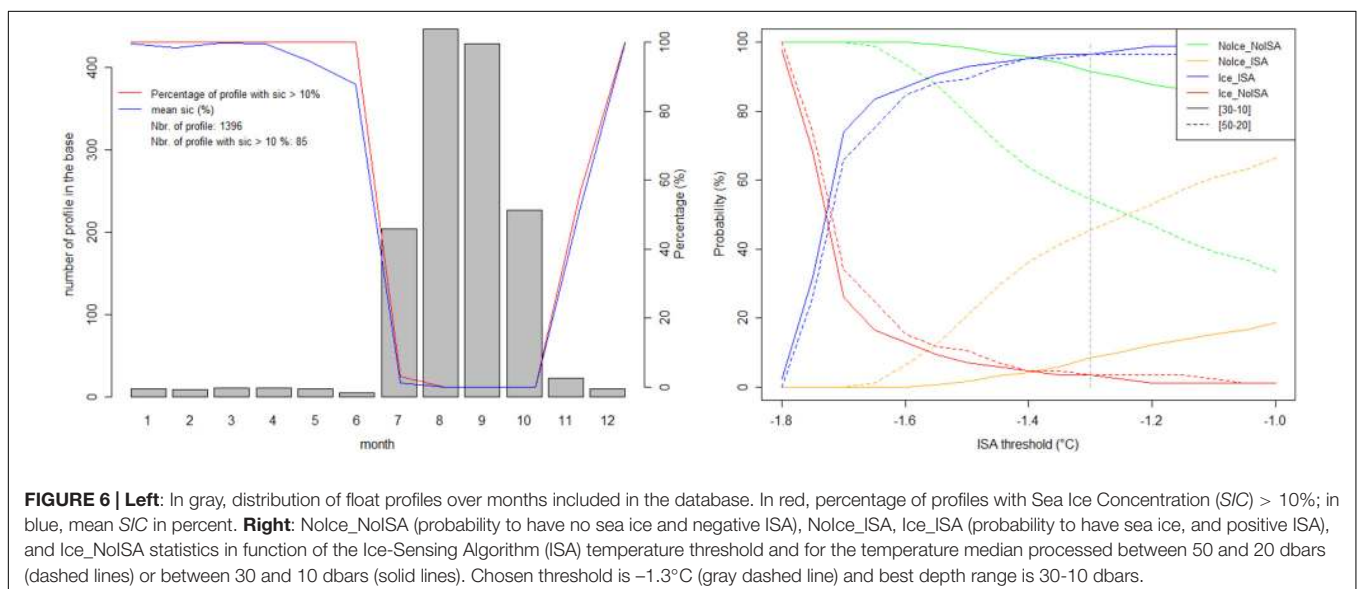 number of profile in the base
0
100
200
300
400
Percentage of profile with sic > 10%
mean sic (%)
Nbr. of profile: 1396
Nbr. of profile with sic > 10 %: 85
1 2 3 4 5 6 7 8 9 10 11 12
month
0
20
40
60
80
100
Percentage (%)
Probability (%)
0
20
40
60
80
100
NoIce_NoISA
NoIce_ISA
Ice_ISA
Ice_NoISA
[30-10]
[50-20]
-1.8 -1.6 -1.4 -1.2 -1.0
ISA threshold (°C)
FIGURE 6 | Left: In gray, distribution of float profiles over months included in the database. In red, percentage of profiles with Sea Ice Concentration (SIC) > 10%; in
blue, mean SIC in percent. Right: NoIce_NoISA (probability to have no sea ice and negative ISA), NoIce_ISA, Ice_ISA (probability to have sea ice, and positive ISA),
and Ice_NoISA statistics in function of the Ice-Sensing Algorithm (ISA) temperature threshold and for the temperature median processed between 50 and 20 dbars
(dashed lines) or between 30 and 10 dbars (solid lines). Chosen threshold is –1.3°C (gray dashed line) and best depth range is 30-10 dbars.